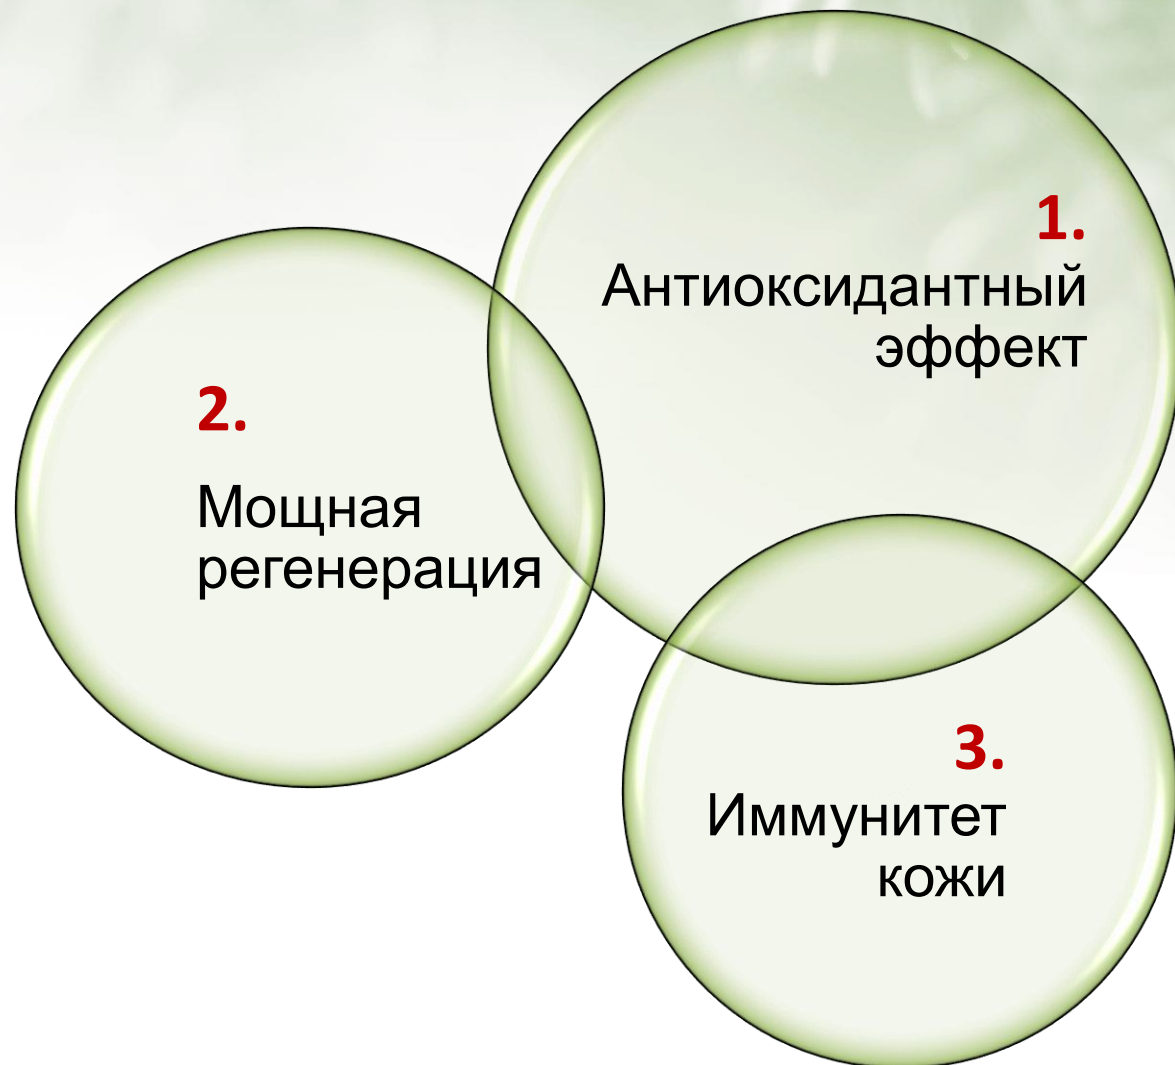 1.
Антиоксидантный
эффект
2.
Мощная
регенерация
3.
Иммунитет
кожи